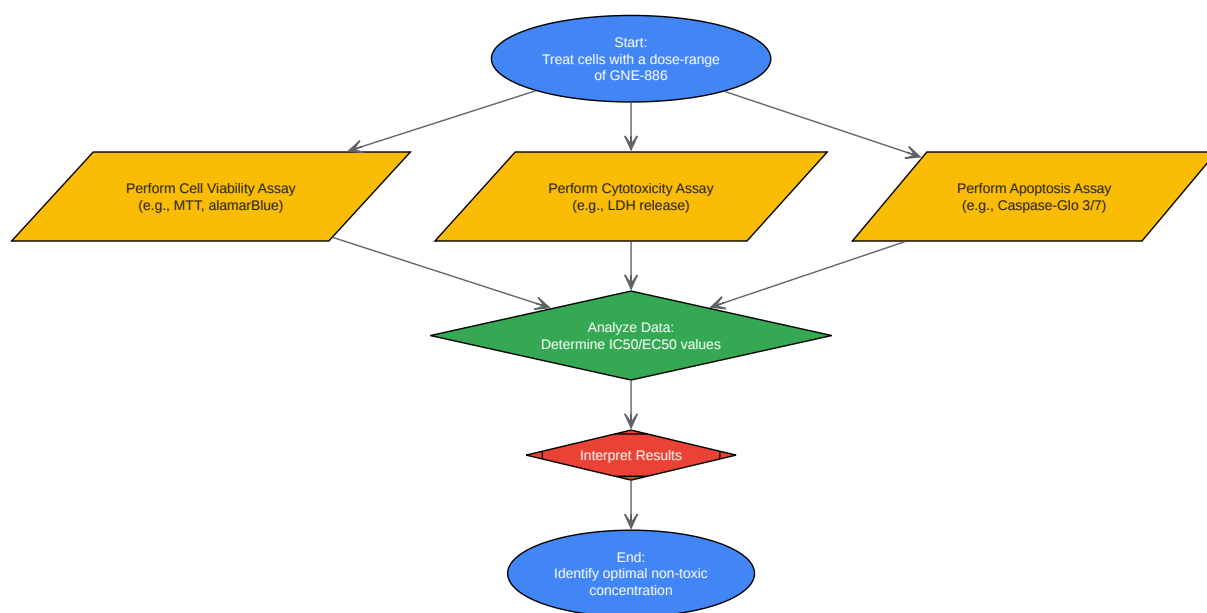 Start:
Treat cells with a dose-range
of GNE-886
Perform Cell Viability Assay
(e.g., MTT, alamarBlue)
Perform Cytotoxicity Assay
(e.g., LDH release)
Perform Apoptosis Assay
(e.g., Caspase-Glo 3/7)
Analyze Data:
Determine IC50/EC50 values
Interpret Results
End:
Identify optimal non-toxic
concentration